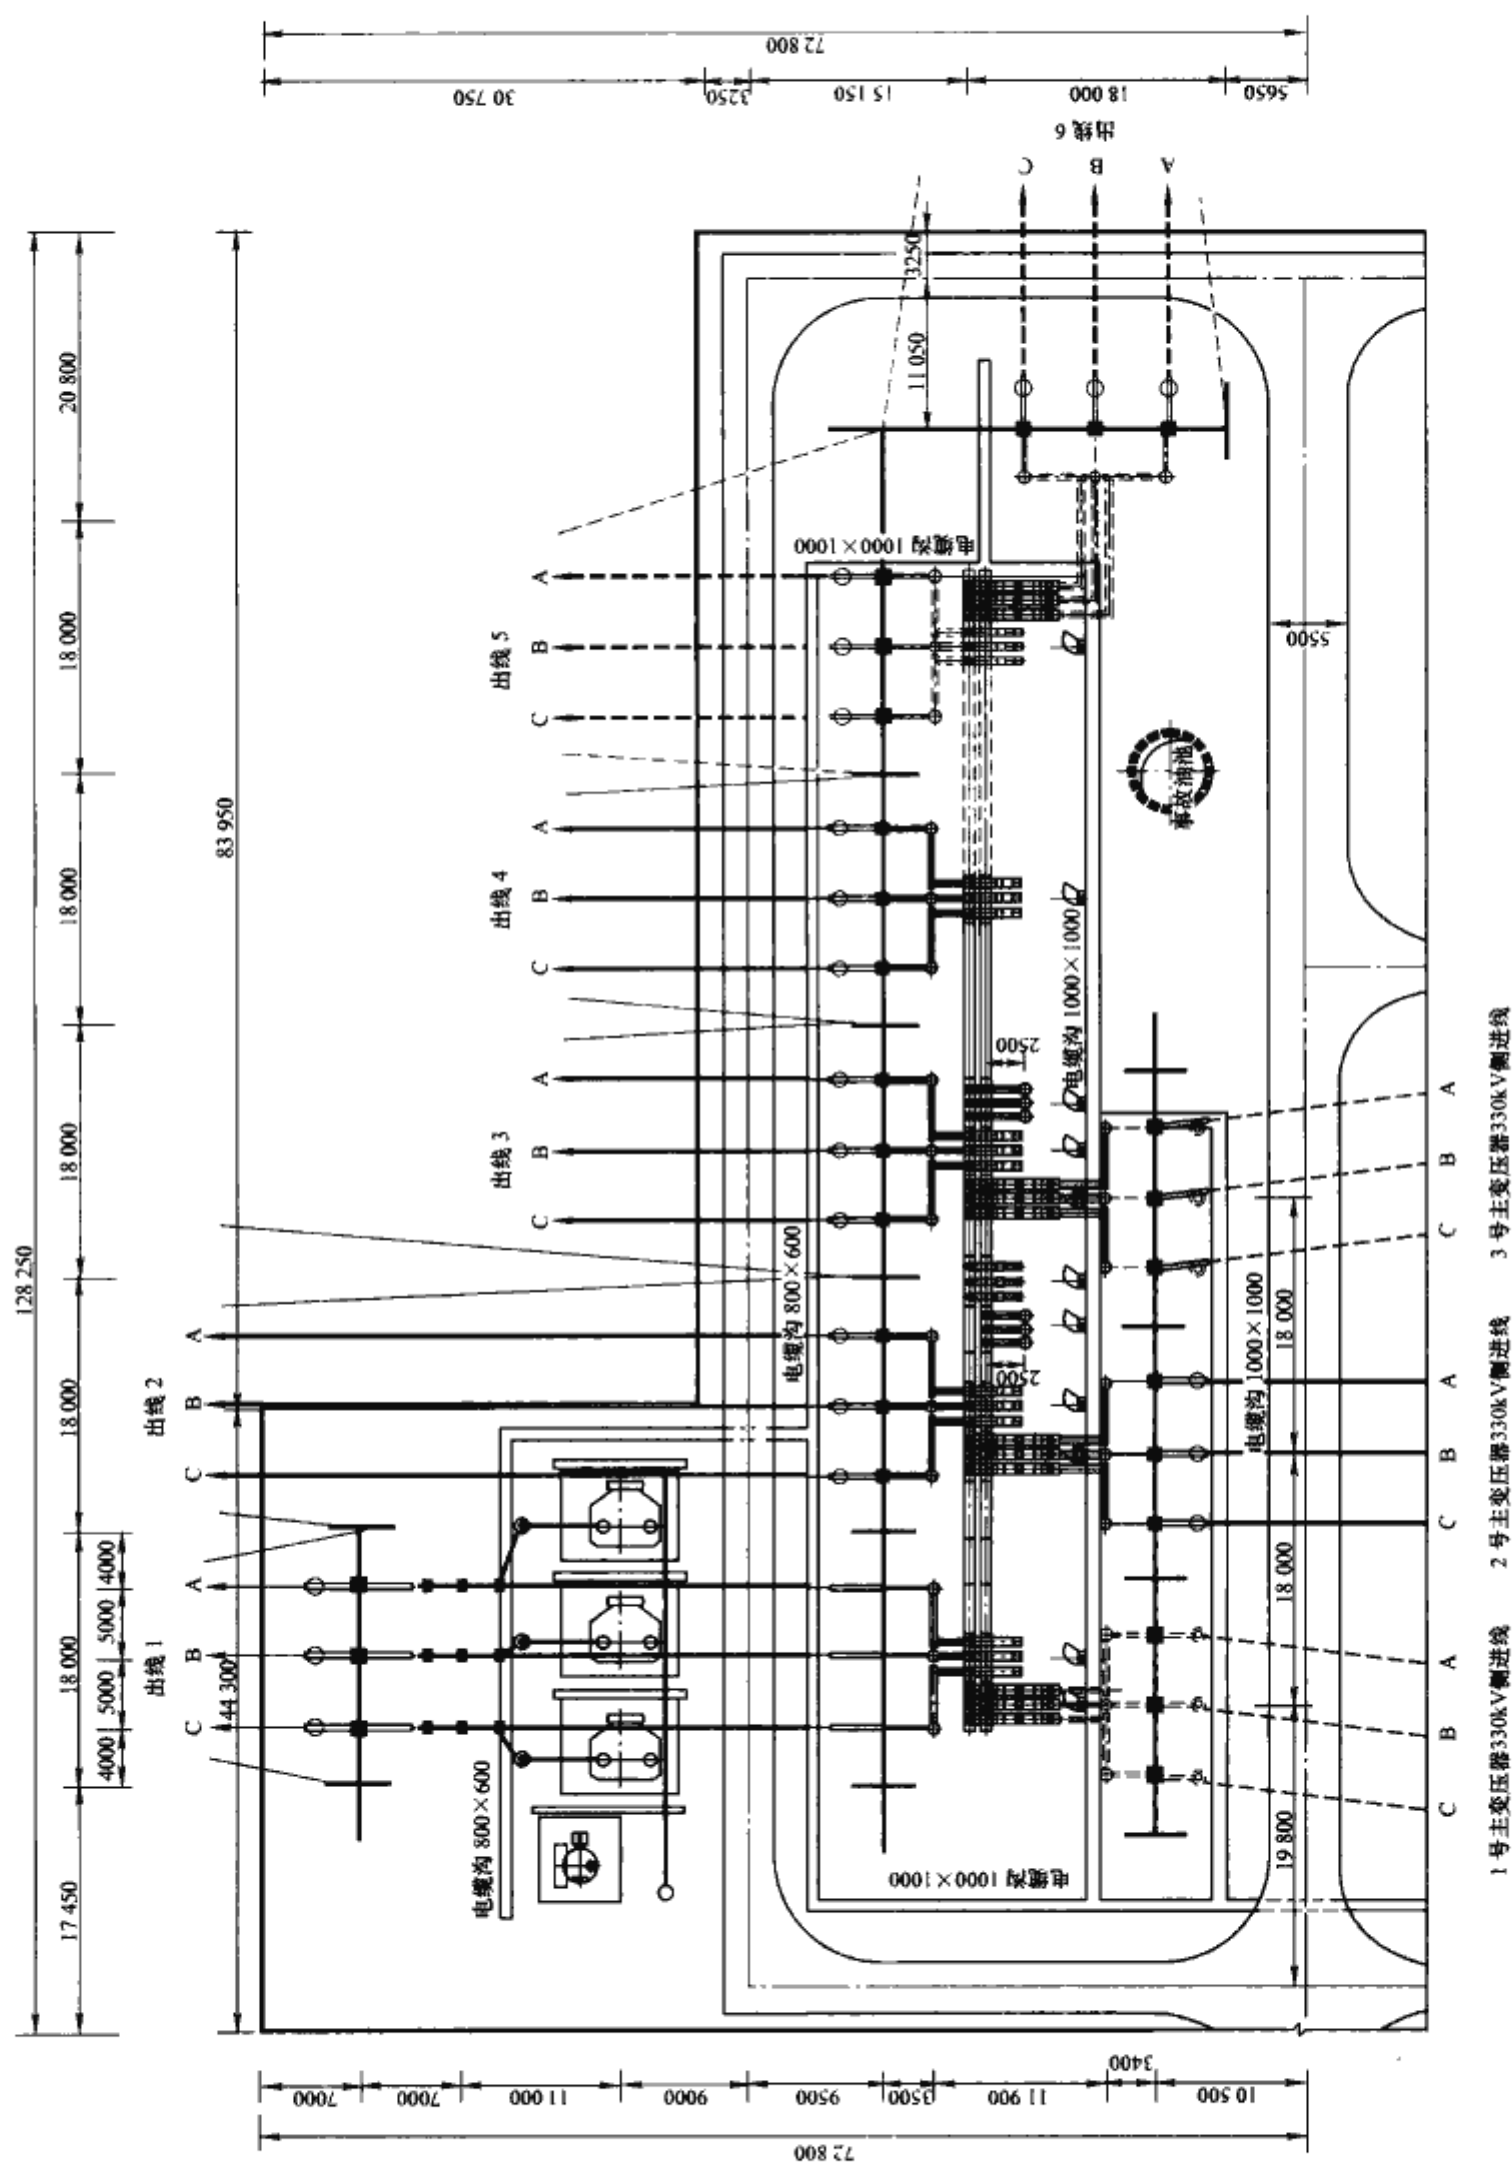 72 800
30 750
3250
15 150
18 000
5650
出线 6
C
B
A
128 250
20 800
18 000
18 000
18 000
18 000
18 000
17 450
83 950
44 300
4000
5000
5000
4000
3250
11 050
电缆沟 1000×1000
出线 5
A
B
C
5500
事故油池
出线 4
A
B
C
电缆沟 1000×1000
2500
出线 3
A
B
C
电缆沟 800×600
2500
出线 2
A
B
C
电缆沟 1000×1000
18 000
18 000
19 800
出线 1
A
B
C
电缆沟 800×600
电缆沟 1000×1000
A
B
C
3 号主变压器330kV侧进线
A
B
C
2 号主变压器330kV侧进线
A
B
C
1 号主变压器330kV侧进线
7000
7000
11 000
9000
9500
3500
11 900
3400
10 500
72 800